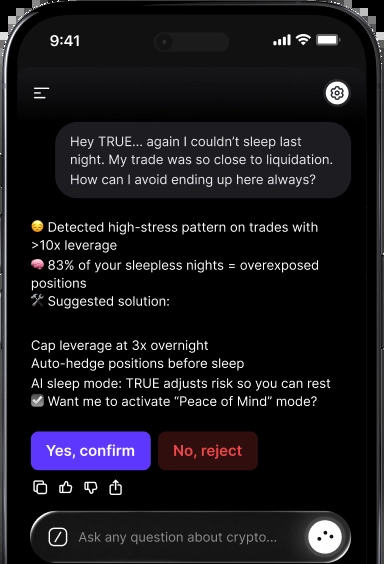 9:41
Hey TRUE... again I couldn't sleep last
night. My trade was so close to liquidation.
How can I avoid ending up here always?
😔 Detected high-stress pattern on trades with
>10x leverage
🧠 83% of your sleepless nights = overexposed
positions
🛠️ Suggested solution:
Cap leverage at 3x overnight
Auto-hedge positions before sleep
AI sleep mode: TRUE adjusts risk so you can rest
☑️ Want me to activate “Peace of Mind” mode?
Yes, confirm
No, reject
Ask any question about crypto...